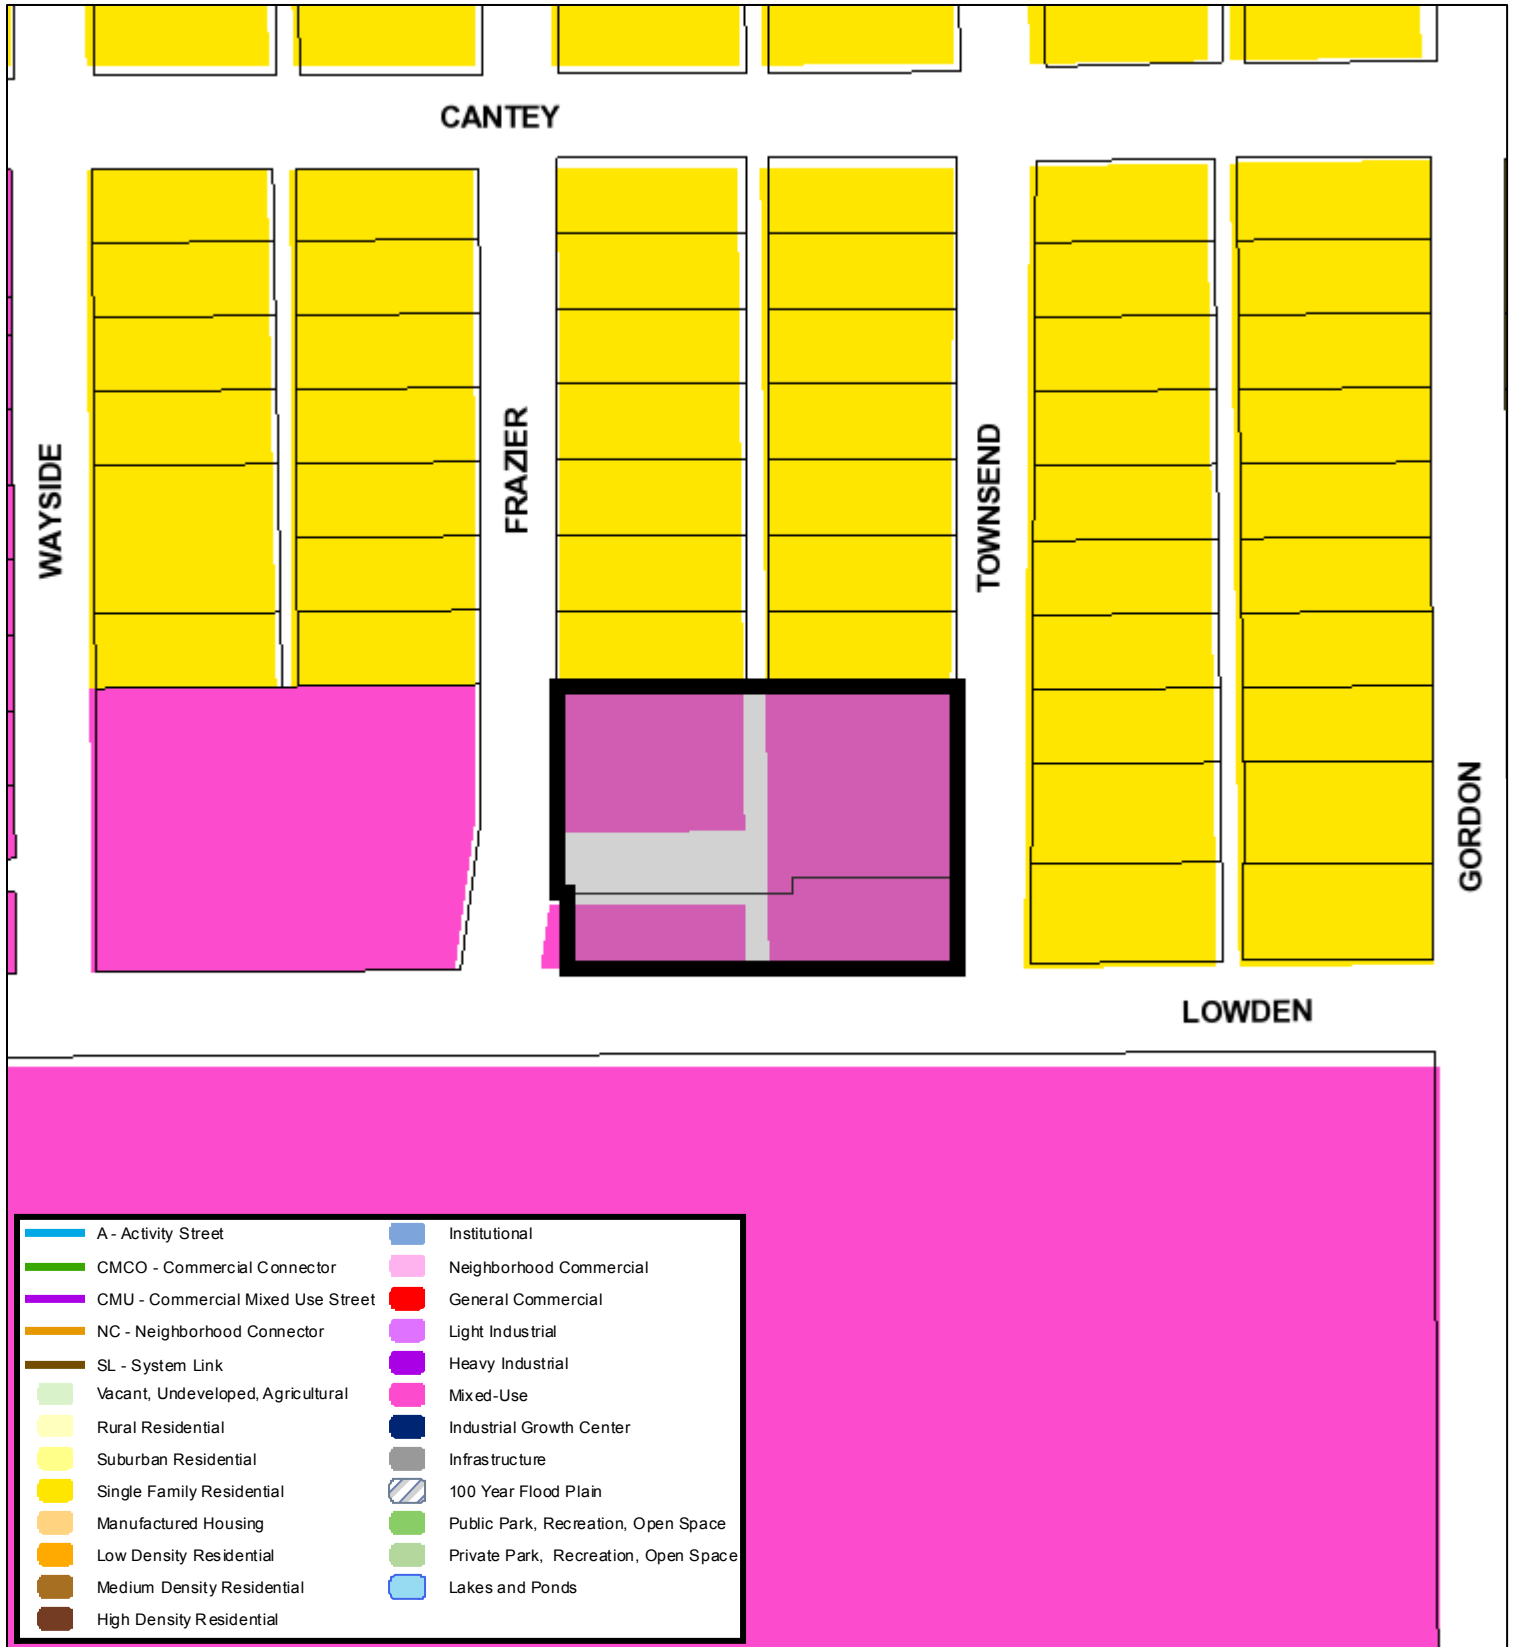 CANTEY
WAYSIDE
FRAZIER
TOWNSEND
GORDON
LOWDEN
A - Activity Street
CMCO - Commercial Connector
CMU - Commercial Mixed Use Street
NC - Neighborhood Connector
SL - System Link
Vacant, Undeveloped, Agricultural
Rural Residential
Suburban Residential
Single Family Residential
Manufactured Housing
Low Density Residential
Medium Density Residential
High Density Residential
Institutional
Neighborhood Commercial
General Commercial
Light Industrial
Heavy Industrial
Mixed-Use
Industrial Growth Center
Infrastructure
100 Year Flood Plain
Public Park, Recreation, Open Space
Private Park, Recreation, Open Space
Lakes and Ponds